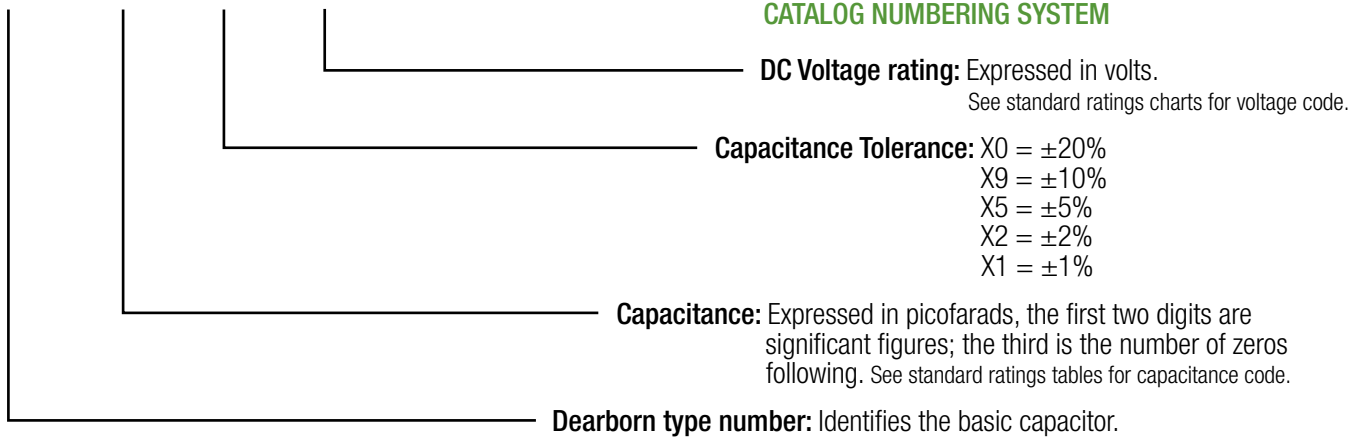 CATALOG NUMBERING SYSTEM
DC Voltage rating: Expressed in volts.
See standard ratings charts for voltage code.
Capacitance Tolerance: X0 = ±20%
X9 = ±10%
X5 = ±5%
X2 = ±2%
X1 = ±1%
Capacitance: Expressed in picofarads, the first two digits are
significant figures; the third is the number of zeros
following. See standard ratings tables for capacitance code.
Dearborn type number: Identifies the basic capacitor.